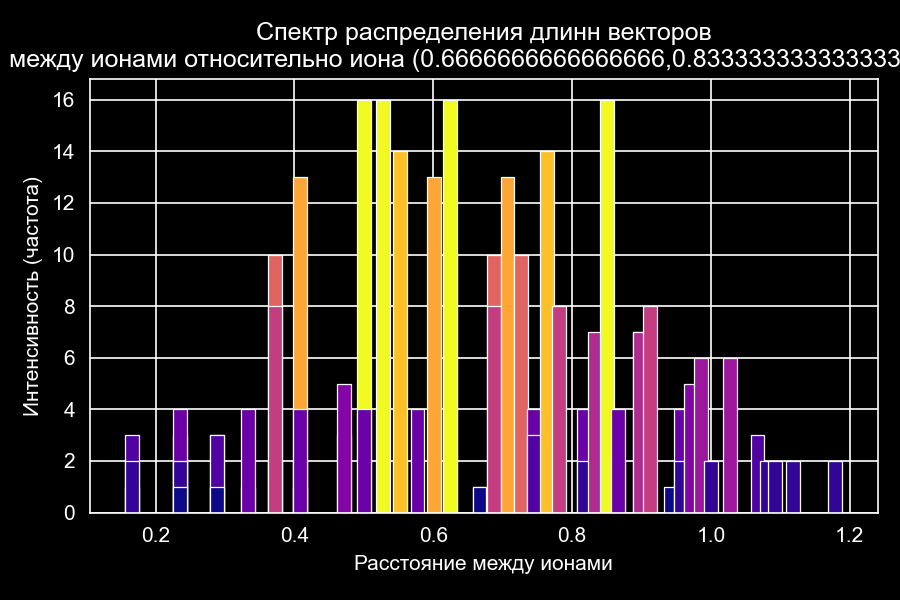 Спектр распределения длинн векторов
между ионами относительно иона (0.6666666666666666,0.833333333333333
16
14
12
10
8
6
4
2
0
Интенсивность (частота)
0.2 0.4 0.6 0.8 1.0 1.2
Расстояние между ионами